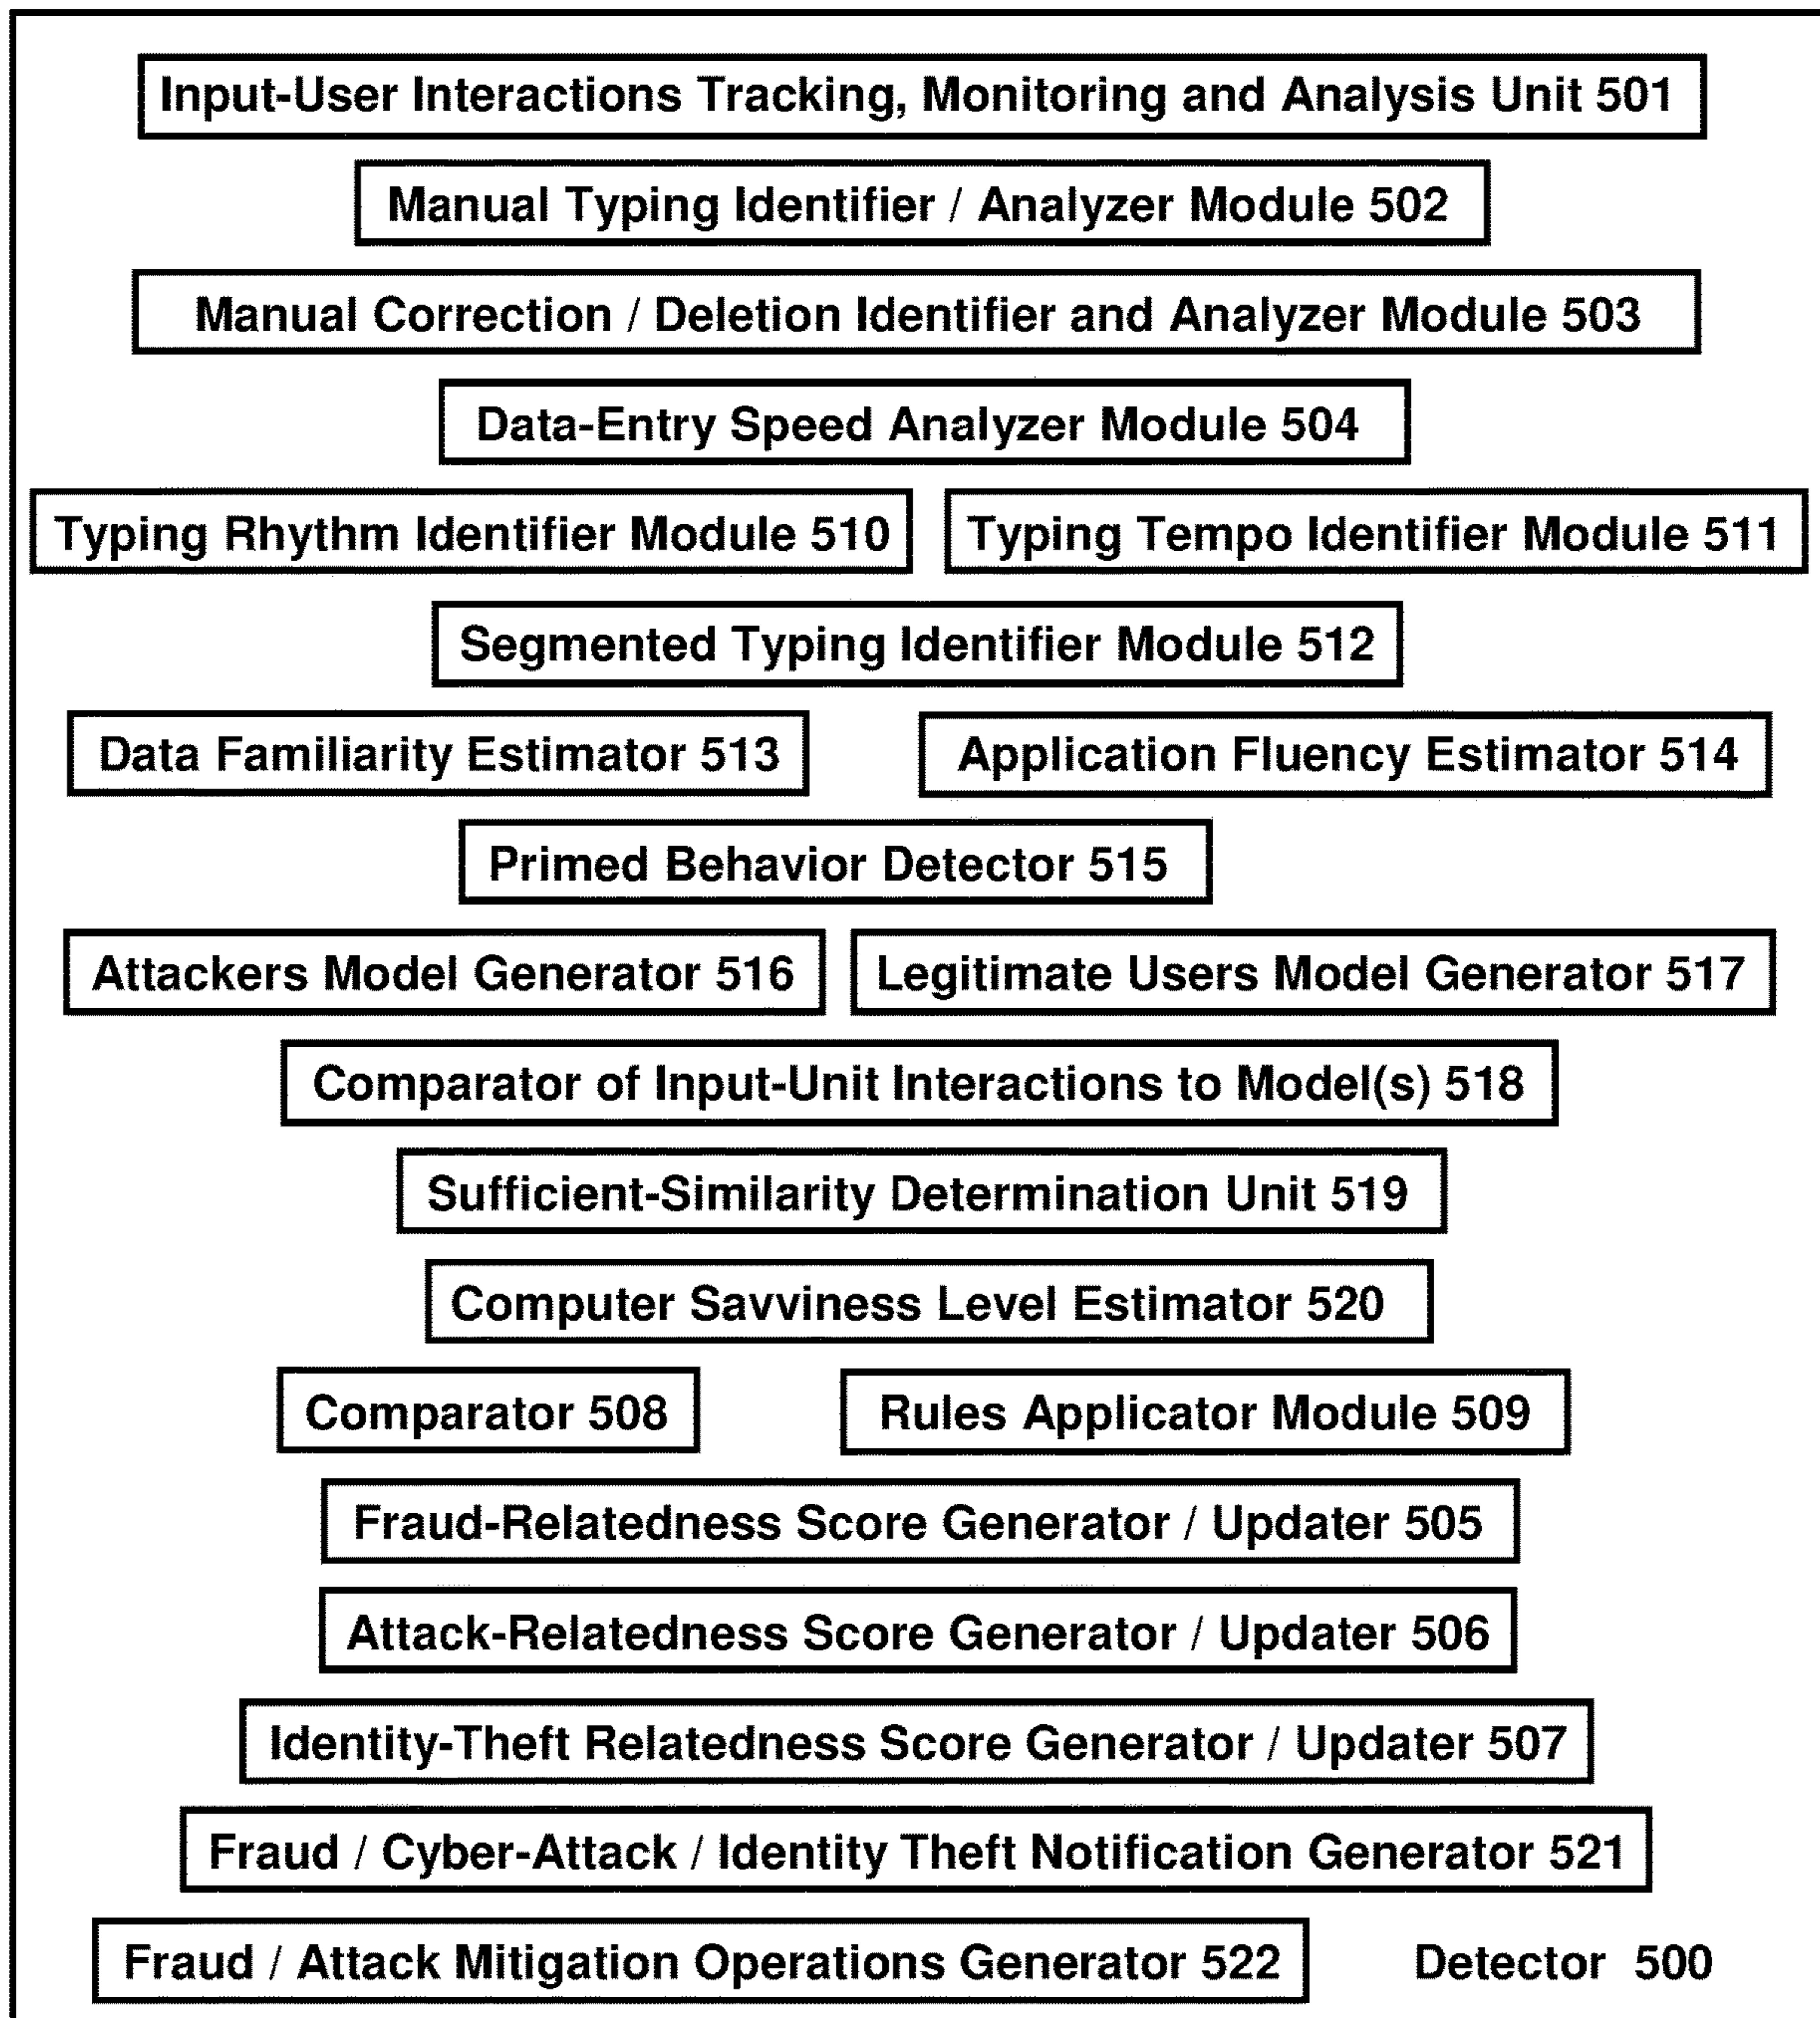 Input-User Interactions Tracking, Monitoring and Analysis Unit 501
Manual Typing Identifier / Analyzer Module 502
Manual Correction / Deletion Identifier and Analyzer Module 503
Data-Entry Speed Analyzer Module 504
Typing Rhythm Identifier Module 510
Typing Tempo Identifier Module 511
Segmented Typing Identifier Module 512
Data Familiarity Estimator 513
Application Fluency Estimator 514
Primed Behavior Detector 515
Attackers Model Generator 516
Legitimate Users Model Generator 517
Comparator of Input-Unit Interactions to Model(s) 518
Sufficient-Similarity Determination Unit 519
Computer Savviness Level Estimator 520
Comparator 508
Rules Applicator Module 509
Fraud-Relatedness Score Generator / Updater 505
Attack-Relatedness Score Generator / Updater 506
Identity-Theft Relatedness Score Generator / Updater 507
Fraud / Cyber-Attack / Identity Theft Notification Generator 521
Fraud / Attack Mitigation Operations Generator 522
Detector 500